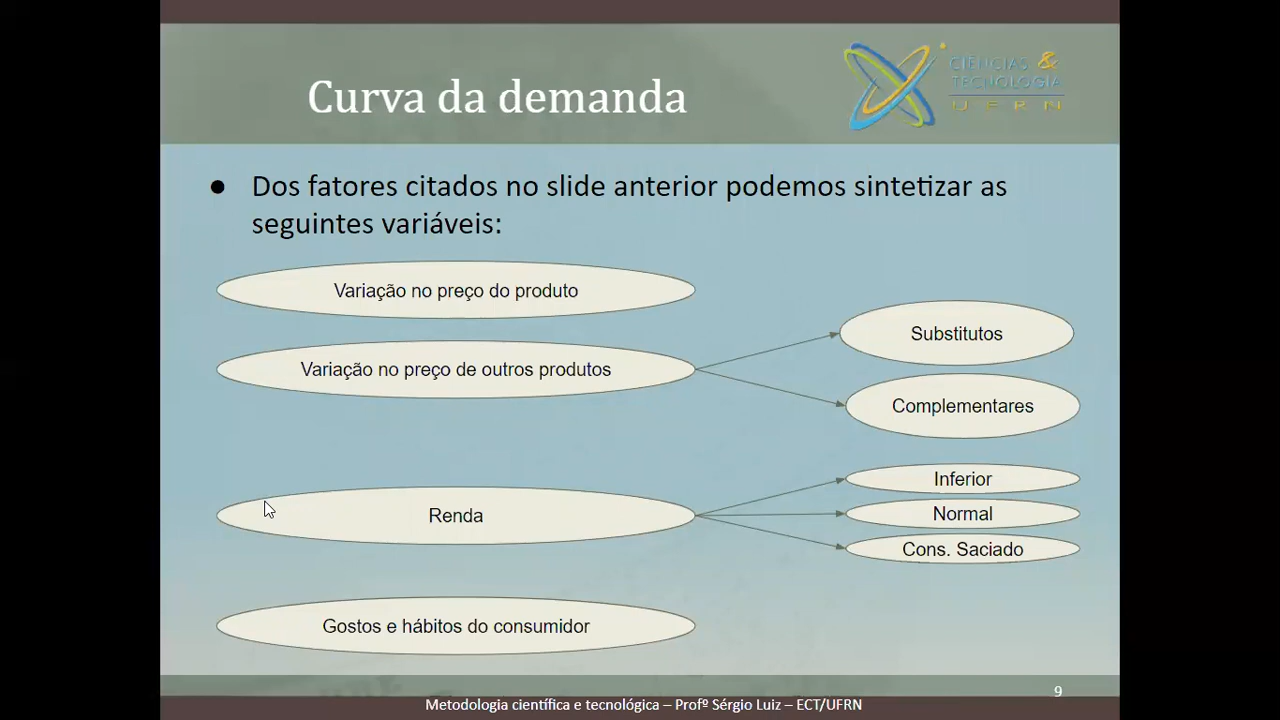 Curva da demanda
CIÊNCIAS &
TECNOLOGIA
UFRN
● Dos fatores citados no slide anterior podemos sintetizar as
seguintes variáveis:
Variação no preço do produto
Variação no preço de outros produtos
Substitutos
Complementares
Renda
Inferior
Normal
Cons. Saciado
Gostos e hábitos do consumidor
9
Metodologia científica e tecnológica – Profº Sérgio Luiz – ECT/UFRN